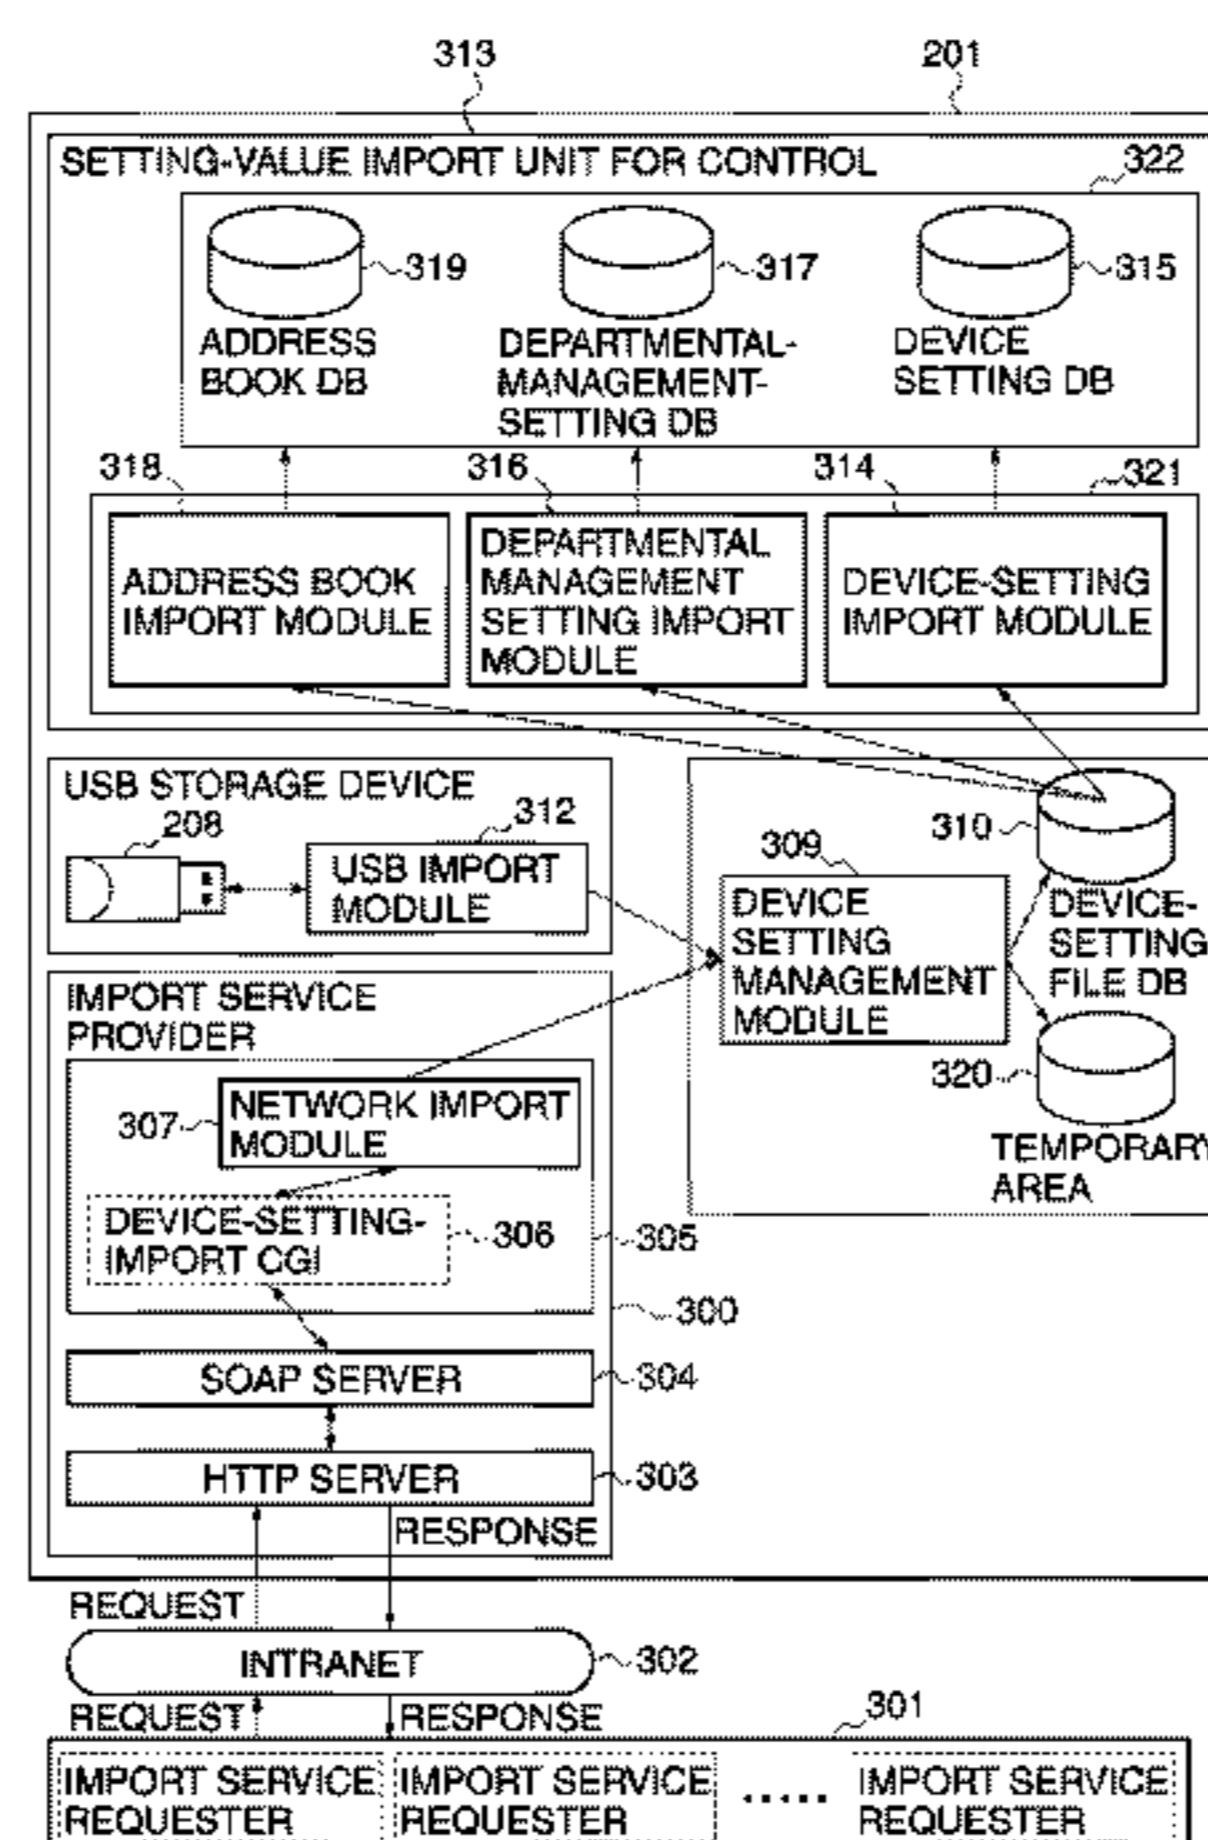 313
201
SETTING-VALUE IMPORT UNIT FOR CONTROL
322
319
317
315
ADDRESS
BOOK DB
DEPARTMENTAL-
MANAGEMENT-
SETTING DB
DEVICE
SETTING DB
318
316
314
321
ADDRESS BOOK
IMPORT MODULE
DEPARTMENTAL
MANAGEMENT
SETTING IMPORT
MODULE
DEVICE-SETTING
IMPORT MODULE
USB STORAGE DEVICE
208
312
USB IMPORT
MODULE
310
309
DEVICE
SETTING
MANAGEMENT
MODULE
DEVICE-
SETTING
FILE DB
320
TEMPORARY
AREA
IMPORT SERVICE
PROVIDER
307
NETWORK IMPORT
MODULE
DEVICE-SETTING-
IMPORT CGI
306
305
300
SOAP SERVER
304
HTTP SERVER
303
RESPONSE
REQUEST
INTRANET
302
REQUEST
RESPONSE
301
IMPORT SERVICE
REQUESTER
IMPORT SERVICE
REQUESTER
.....
IMPORT SERVICE
REQUESTER